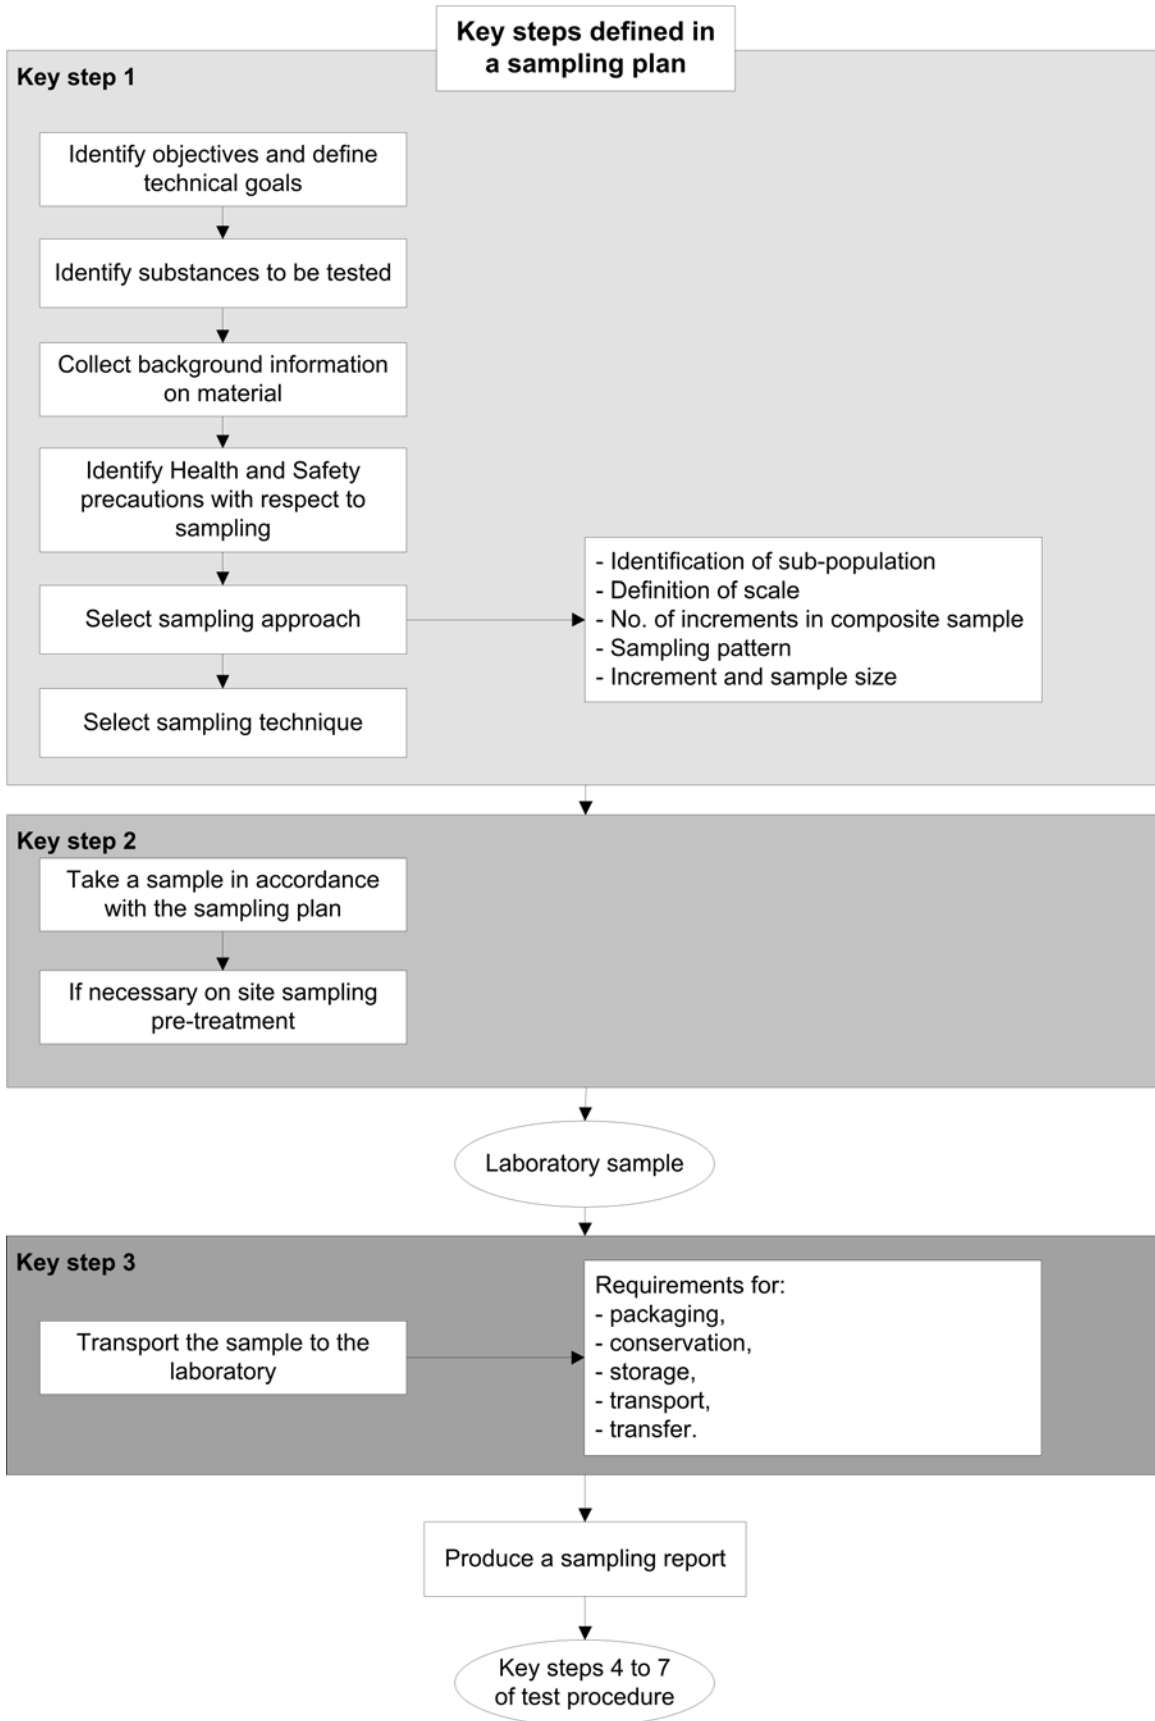 Key steps defined in
a sampling plan
Key step 1
Identify objectives and define
technical goals
Identify substances to be tested
Collect background information
on material
Identify Health and Safety
precautions with respect to
sampling
Select sampling approach
- Identification of sub-population
- Definition of scale
- No. of increments in composite sample
- Sampling pattern
- Increment and sample size
Select sampling technique
Key step 2
Take a sample in accordance
with the sampling plan
If necessary on site sampling
pre-treatment
Laboratory sample
Key step 3
Transport the sample to the
laboratory
Requirements for:
- packaging,
- conservation,
- storage,
- transport,
- transfer.
Produce a sampling report
Key steps 4 to 7
of test procedure